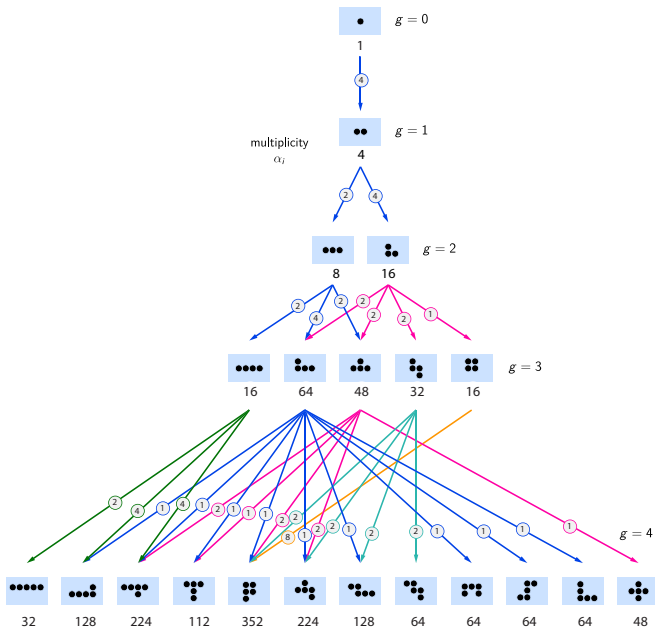 g = 0
1
4
g = 1
multiplicity
αᵢ
4
2 4
g = 2
8 16
2 4 2 2 2 2 1
g = 3
16 64 48 32 16
2 4 1 4 1 2 1 1 1 2 2 8 1 2 2 1 2 2 1 1 1 1
g = 4
32 128 224 112 352 224 128 64 64 64 64 48